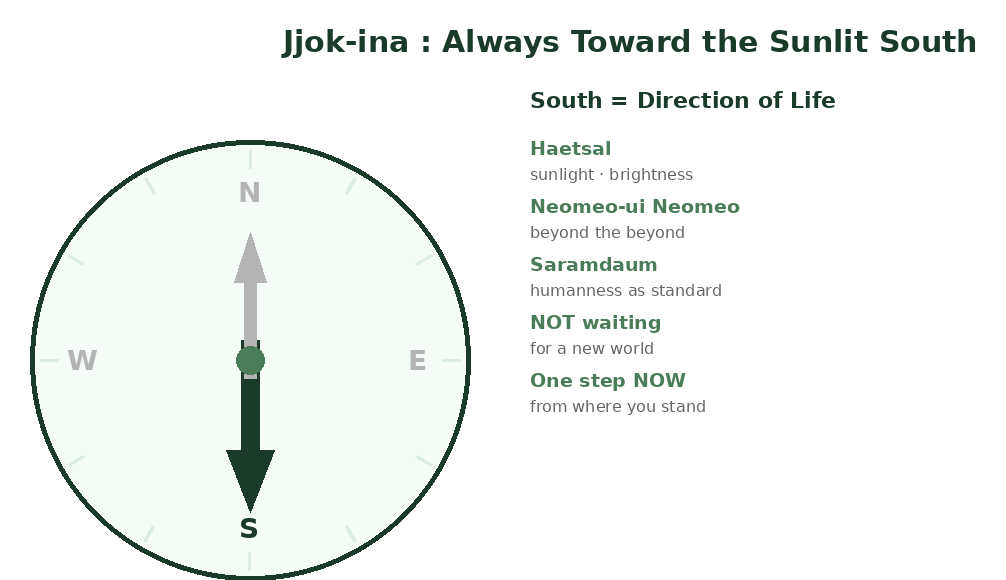 Jjok-ina : Always Toward the Sunlit South
South = Direction of Life
Haetsal
sunlight · brightness
Neomeo-ui Neomeo
beyond the beyond
Saramdaum
humanness as standard
NOT waiting
for a new world
One step NOW
from where you stand
N
W
E
S